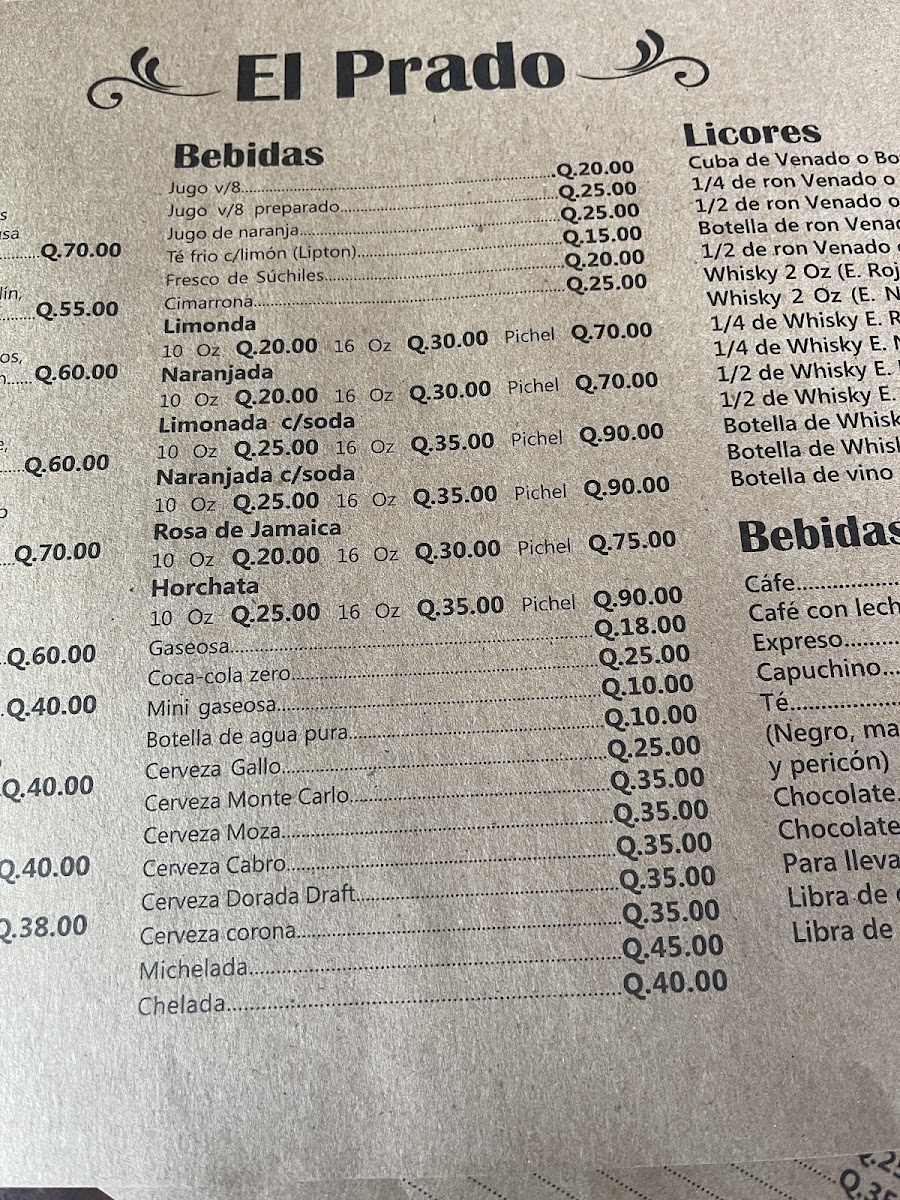 El Prado
s
Q.70.00
lín,
Q.55.00
os,
Q.60.00
e,
Q.60.00
o
Q.70.00
Q.60.00
Q.40.00
Q.40.00
Q.40.00
Q.38.00
Bebidas
Jugo v/8 Q.20.00
Jugo v/8 preparado Q.25.00
Jugo de naranja Q.25.00
Té frio c/limón (Lipton) Q.15.00
Fresco de Súchiles Q.20.00
Cimarrona Q.25.00
Limonda
10 Oz Q.20.00 16 Oz Q.30.00 Pichel Q.70.00
Naranjada
10 Oz Q.20.00 16 Oz Q.30.00 Pichel Q.70.00
Limonada c/soda
10 Oz Q.25.00 16 Oz Q.35.00 Pichel Q.90.00
Naranjada c/soda
10 Oz Q.25.00 16 Oz Q.35.00 Pichel Q.90.00
Rosa de Jamaica
10 Oz Q.20.00 16 Oz Q.30.00 Pichel Q.75.00
Horchata
10 Oz Q.25.00 16 Oz Q.35.00 Pichel Q.90.00
Gaseosa Q.18.00
Coca-cola zero Q.25.00
Mini gaseosa Q.10.00
Botella de agua pura Q.10.00
Cerveza Gallo Q.25.00
Cerveza Monte Carlo Q.35.00
Cerveza Moza Q.35.00
Cerveza Cabro Q.35.00
Cerveza Dorada Draft Q.35.00
Cerveza corona Q.35.00
Michelada Q.45.00
Chelada Q.40.00
Licores
Cuba de Venado o Bo
1/4 de ron Venado o
1/2 de ron Venado o
Botella de ron Venad
1/2 de ron Venado
Whisky 2 Oz (E. Roj
Whisky 2 Oz (E. N
1/4 de Whisky E. R
1/4 de Whisky E. N
1/2 de Whisky E.
1/2 de Whisky E.
Botella de Whisk
Botella de Whisk
Botella de vino
Bebidas
Cáfe
Café con lech
Expreso
Capuchino
Té
(Negro, ma
y pericón)
Chocolate
Chocolate
Para lleva
Libra de
Libra de